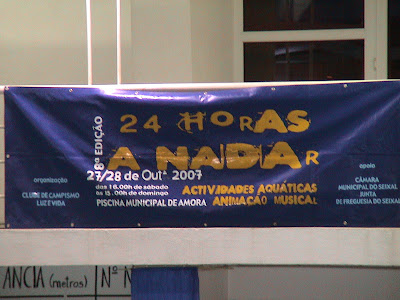 8ª EDIÇÃO
24 HORAS
A NADAR
27/28 de Outº 2007
das 16.00h de sábado
às 16.00h de domingo
PISCINA MUNICIPAL DE AMORA
ACTIVIDADES AQUÁTICAS
ANIMAÇÃO MUSICAL
organização
CLUBE DE CAMPISMO
LUZ E VIDA
apoio
CÂMARA
MUNICIPAL DO SEIXAL
JUNTA
DE FREGUESIA DO SEIXAL
ANCIA (metros)
Nº